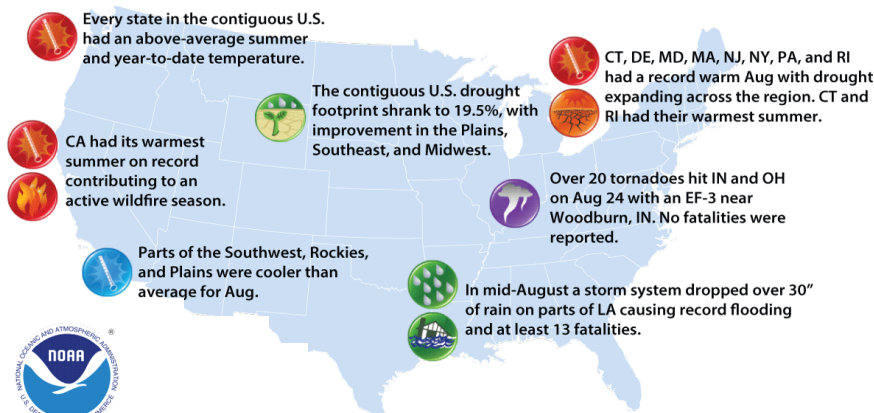 Every state in the contiguous U.S.
had an above-average summer
and year-to-date temperature.
CT, DE, MD, MA, NJ, NY, PA, and RI
had a record warm Aug with drought
expanding across the region. CT and
RI had their warmest summer.
The contiguous U.S. drought
footprint shrank to 19.5%, with
improvement in the Plains,
Southeast, and Midwest.
CA had its warmest
summer on record
contributing to an
active wildfire season.
Over 20 tornadoes hit IN and OH
on Aug 24 with an EF-3 near
Woodburn, IN. No fatalities were
reported.
Parts of the Southwest, Rockies,
and Plains were cooler than
average for Aug.
In mid-August a storm system dropped over 30″
of rain on parts of LA causing record flooding
and at least 13 fatalities.
NATIONAL OCEANIC AND ATMOSPHERIC ADMINISTRATION
®
NOAA
U.S.